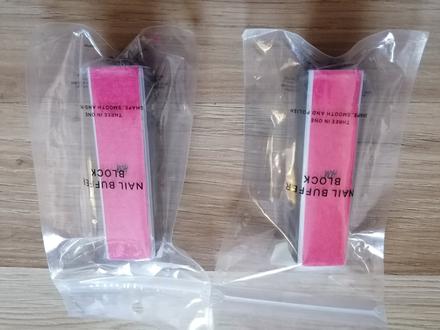 NAIL BUFFER
BLOCK
H&M
THREE IN ONE
SHAPE, SMOOTH AND POLISH
NAIL BUFFER
BLOCK
H&M
THREE IN ONE
SHAPE, SMOOTH AND